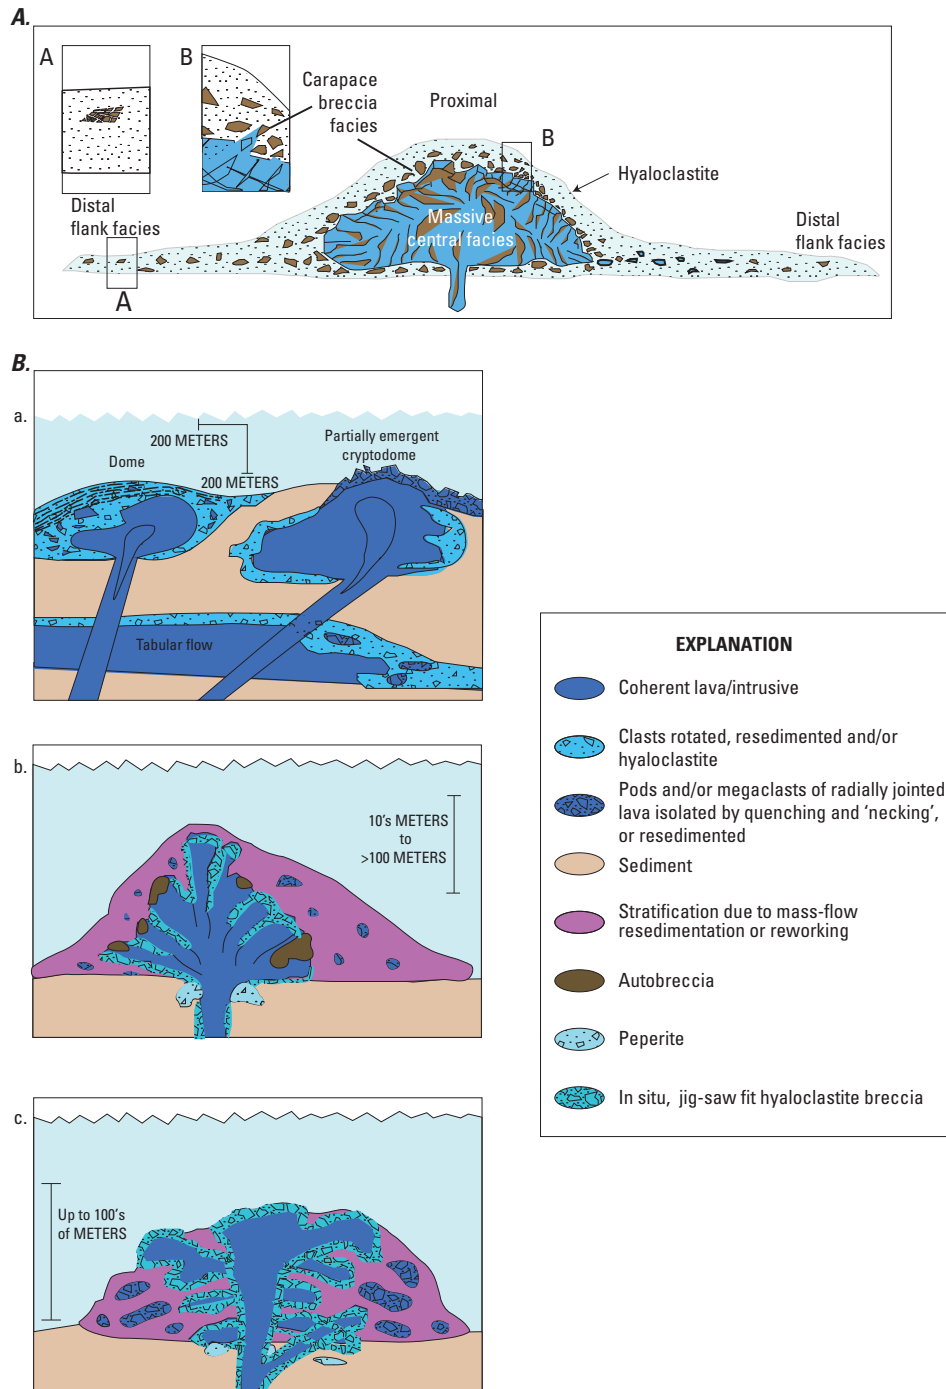 A.
A
B
Carapace
breccia
facies
Proximal
B
Hyaloclastite
Distal
flank facies
Massive
central facies
Distal
flank facies
A
B.
a.
200 METERS
200 METERS
Dome
Partially emergent
cryptodome
Tabular flow
b.
10's METERS
to
>100 METERS
c.
Up to 100's
of METERS
EXPLANATION
Coherent lava/intrusive
Clasts rotated, resedimented and/or
hyaloclastite
Pods and/or megaclasts of radially jointed
lava isolated by quenching and ‘necking’,
or resedimented
Sediment
Stratification due to mass-flow
resedimentation or reworking
Autobreccia
Peperite
In situ, jig-saw fit hyaloclastite breccia